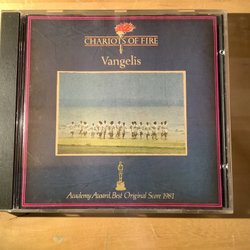 CHARIOTS OF FIRE
Vangelis
Academy Award, Best Original Score 1981